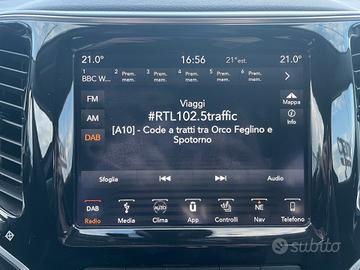 21.0° 16:56 21°est. 21.0°
1 2 3 4 5 6
BBC W... Prem. mem. Prem. mem. Prem. mem. Prem. mem. Prem. mem.
FM
AM
DAB
Viaggi
#RTL102.5traffic
[A10] - Code a tratti tra Orco Feglino e
Spotorno
Mappa
Info
Sfoglia Audio
DAB AUTO NE
Radio Media Clima App Controlli Nav Telefono
subito